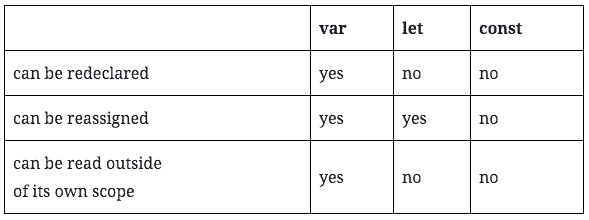 var let const
can be redeclared yes no no
can be reassigned yes yes no
can be read outside
of its own scope yes no no